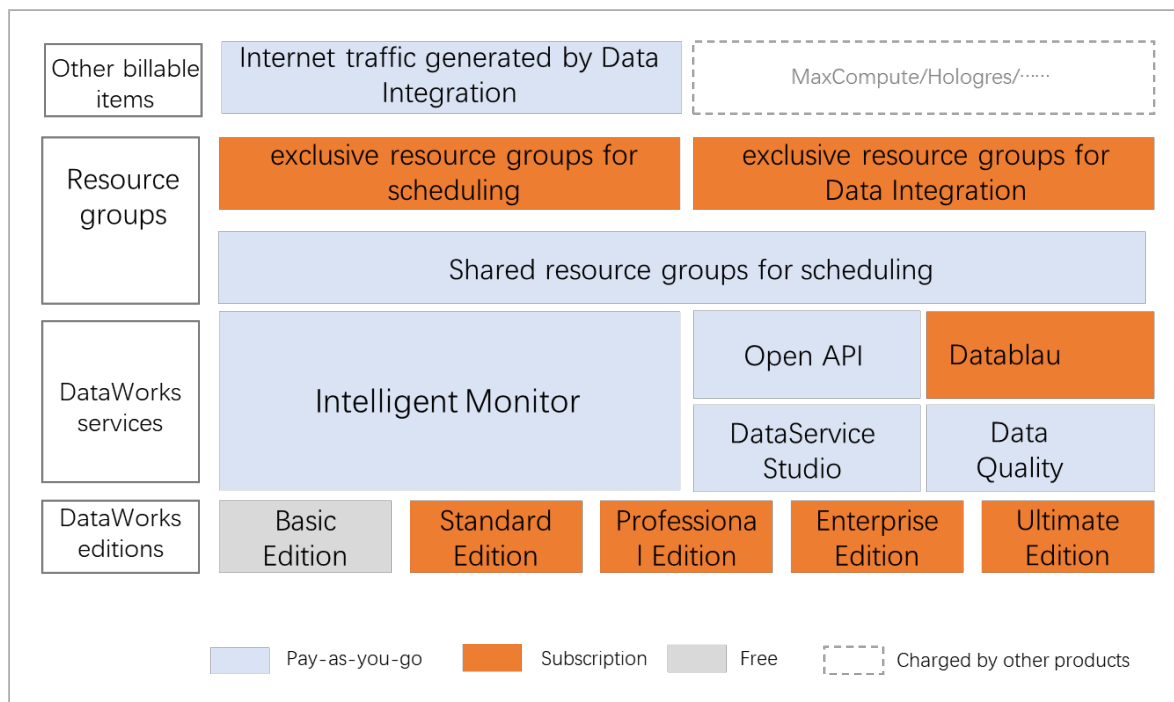 Other billable
items
Internet traffic generated by Data
Integration
MaxCompute/Hologres/······
Resource
groups
exclusive resource groups for
scheduling
exclusive resource groups for
Data Integration
Shared resource groups for scheduling
DataWorks
services
Intelligent Monitor
Open API
Datablau
DataService
Studio
Data
Quality
DataWorks
editions
Basic
Edition
Standard
Edition
Professiona
l Edition
Enterprise
Edition
Ultimate
Edition
Pay-as-you-go
Subscription
Free
Charged by other products